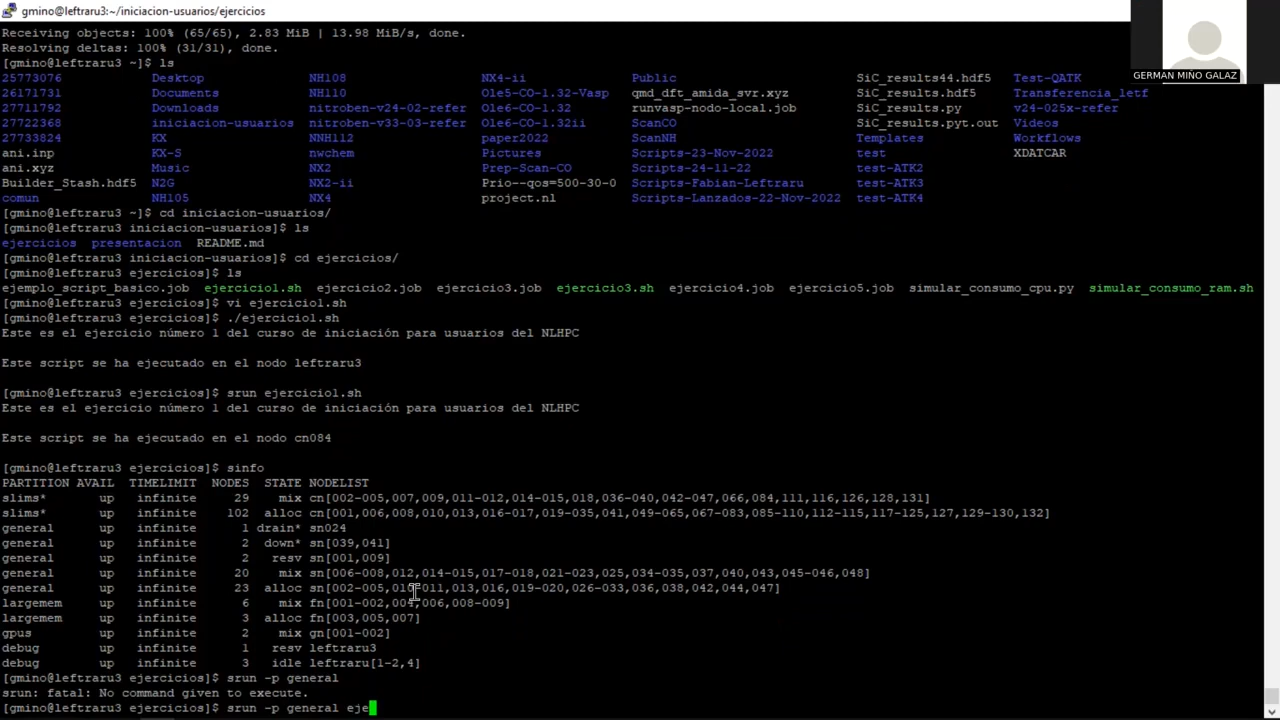 gmino@leftraru3:~/iniciacion-usuarios/ejercicios
Receiving objects: 100% (65/65), 2.83 MiB | 13.98 MiB/s, done.
Resolving deltas: 100% (31/31), done.
[gmino@leftraru3 ~]$ ls
25773076 Desktop NH108 NX4-ii Public SiC_results44.hdf5 Test-QATK
26171731 Documents NH110 Ole5-CO-1.32-Vasp qmd_dft_amida_svr.xyz SiC_results.hdf5 Transferencia_letf
27711792 Downloads nitroben-v24-02-refer Ole6-CO-1.32 runvasp-nodo-local.job SiC_results.py v24-025x-refer
27722368 iniciacion-usuarios nitroben-v33-03-refer Ole6-CO-1.32ii ScanCO SiC_results.pyt.out Videos
27733824 KX NNH112 paper2022 ScanNH Templates Workflows
ani.inp KX-S nwchem Pictures Scripts-23-Nov-2022 test XDATCAR
ani.xyz Music NX2 Prep-Scan-CO Scripts-24-11-22 test-ATK2
Builder_Stash.hdf5 N2G NX2-ii Prio--qos=500-30-0 Scripts-Fabian-Leftraru test-ATK3
comun NH105 NX4 project.nl Scripts-Lanzados-22-Nov-2022 test-ATK4
[gmino@leftraru3 ~]$ cd iniciacion-usuarios/
[gmino@leftraru3 iniciacion-usuarios]$ ls
ejercicios presentacion README.md
[gmino@leftraru3 iniciacion-usuarios]$ cd ejercicios/
[gmino@leftraru3 ejercicios]$ ls
ejemplo_script_basico.job ejercicio1.sh ejercicio2.job ejercicio3.job ejercicio3.sh ejercicio4.job ejercicio5.job simular_consumo_cpu.py simular_consumo_ram.sh
[gmino@leftraru3 ejercicios]$ vi ejercicio1.sh
[gmino@leftraru3 ejercicios]$ ./ejercicio1.sh
Este es el ejercicio número 1 del curso de iniciación para usuarios del NLHPC
Este script se ha ejecutado en el nodo leftraru3
[gmino@leftraru3 ejercicios]$ srun ejercicio1.sh
Este es el ejercicio número 1 del curso de iniciación para usuarios del NLHPC
Este script se ha ejecutado en el nodo cn084
[gmino@leftraru3 ejercicios]$ sinfo
PARTITION AVAIL TIMELIMIT NODES STATE NODELIST
slims* up infinite 29 mix cn[002-005,007,009,011-012,014-015,018,036-040,042-047,066,084,111,116,126,128,131]
slims* up infinite 102 alloc cn[001,006,008,010,013,016-017,019-035,041,049-065,067-083,085-110,112-115,117-125,127,129-130,132]
general up infinite 1 drain* sn024
general up infinite 2 down* sn[039,041]
general up infinite 2 resv sn[001,009]
general up infinite 20 mix sn[006-008,012,014-015,017-018,021-023,025,034-035,037,040,043,045-046,048]
general up infinite 23 alloc sn[002-005,010-011,013,016,019-020,026-033,036,038,042,044,047]
largemem up infinite 6 mix fn[001-002,004,006,008-009]
largemem up infinite 3 alloc fn[003,005,007]
gpus up infinite 2 mix gn[001-002]
debug up infinite 1 resv leftraru3
debug up infinite 3 idle leftraru[1-2,4]
[gmino@leftraru3 ejercicios]$ srun -p general
srun: fatal: No command given to execute.
[gmino@leftraru3 ejercicios]$ srun -p general eje
GERMAN MIÑO GALAZ